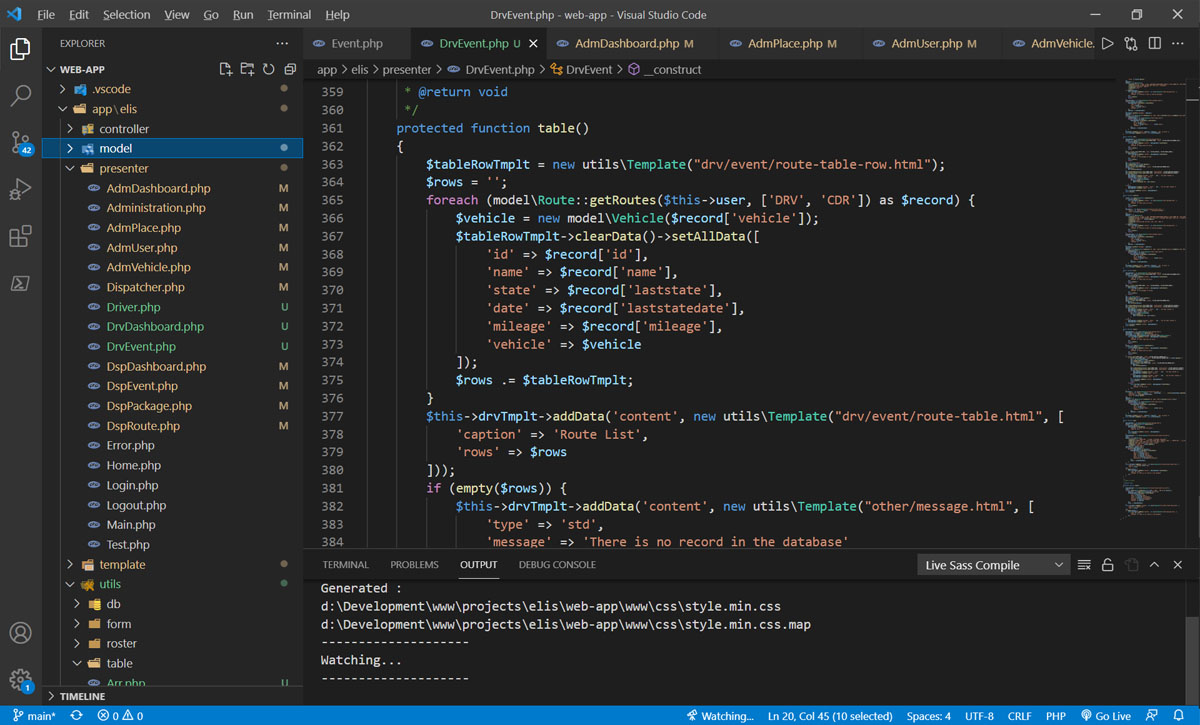 File Edit Selection View Go Run Terminal Help
DrvEvent.php - web-app - Visual Studio Code
EXPLORER
WEB-APP
.vscode
app\elis
controller
model
presenter
AdmDashboard.php M
Administration.php M
AdmPlace.php M
AdmUser.php M
AdmVehicle.php M
Dispatcher.php M
Driver.php U
DrvDashboard.php U
DrvEvent.php U
DspDashboard.php M
DspEvent.php M
DspPackage.php M
DspRoute.php M
Error.php
Home.php
Login.php
Logout.php
Main.php
Test.php
template
utils
db
form
roster
table
Arr.php U
TIMELINE
42
1
Event.php DrvEvent.php U AdmDashboard.php M AdmPlace.php M AdmUser.php M AdmVehicle.
app > elis > presenter > DrvEvent.php > DrvEvent > __construct
359 * @return void
360 */
361 protected function table()
362 {
363 $tableRowTmplt = new utils\Template("drv/event/route-table-row.html");
364 $rows = '';
365 foreach (model\Route::getRoutes($this->user, ['DRV', 'CDR']) as $record) {
366 $vehicle = new model\Vehicle($record['vehicle']);
367 $tableRowTmplt->clearData()->setAllData([
368 'id' => $record['id'],
369 'name' => $record['name'],
370 'state' => $record['laststate'],
371 'date' => $record['laststatedate'],
372 'mileage' => $record['mileage'],
373 'vehicle' => $vehicle
374 ]);
375 $rows .= $tableRowTmplt;
376 }
377 $this->drvTmplt->addData('content', new utils\Template("drv/event/route-table.html", [
378 'caption' => 'Route List',
379 'rows' => $rows
380 ]));
381 if (empty($rows)) {
382 $this->drvTmplt->addData('content', new utils\Template("other/message.html", [
383 'type' => 'std',
384 'message' => 'There is no record in the database'
TERMINAL PROBLEMS OUTPUT DEBUG CONSOLE
Live Sass Compile
Generated :
d:\Development\www\projects\elis\web-app\www\css\style.min.css
d:\Development\www\projects\elis\web-app\www\css\style.min.css.map
--------------------
Watching...
--------------------
main* 0 0 Watching... Ln 20, Col 45 (10 selected) Spaces: 4 UTF-8 CRLF PHP Go Live